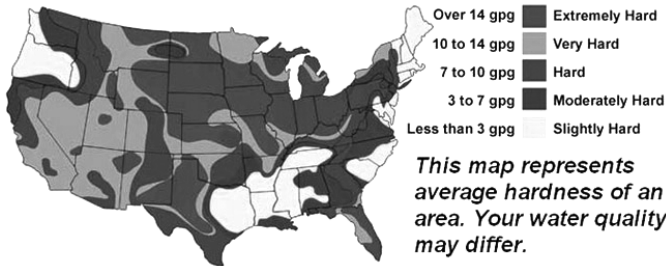 Over 14 gpg Extremely Hard
10 to 14 gpg Very Hard
7 to 10 gpg Hard
3 to 7 gpg Moderately Hard
Less than 3 gpg Slightly Hard
This map represents
average hardness of an
area. Your water quality
may differ.